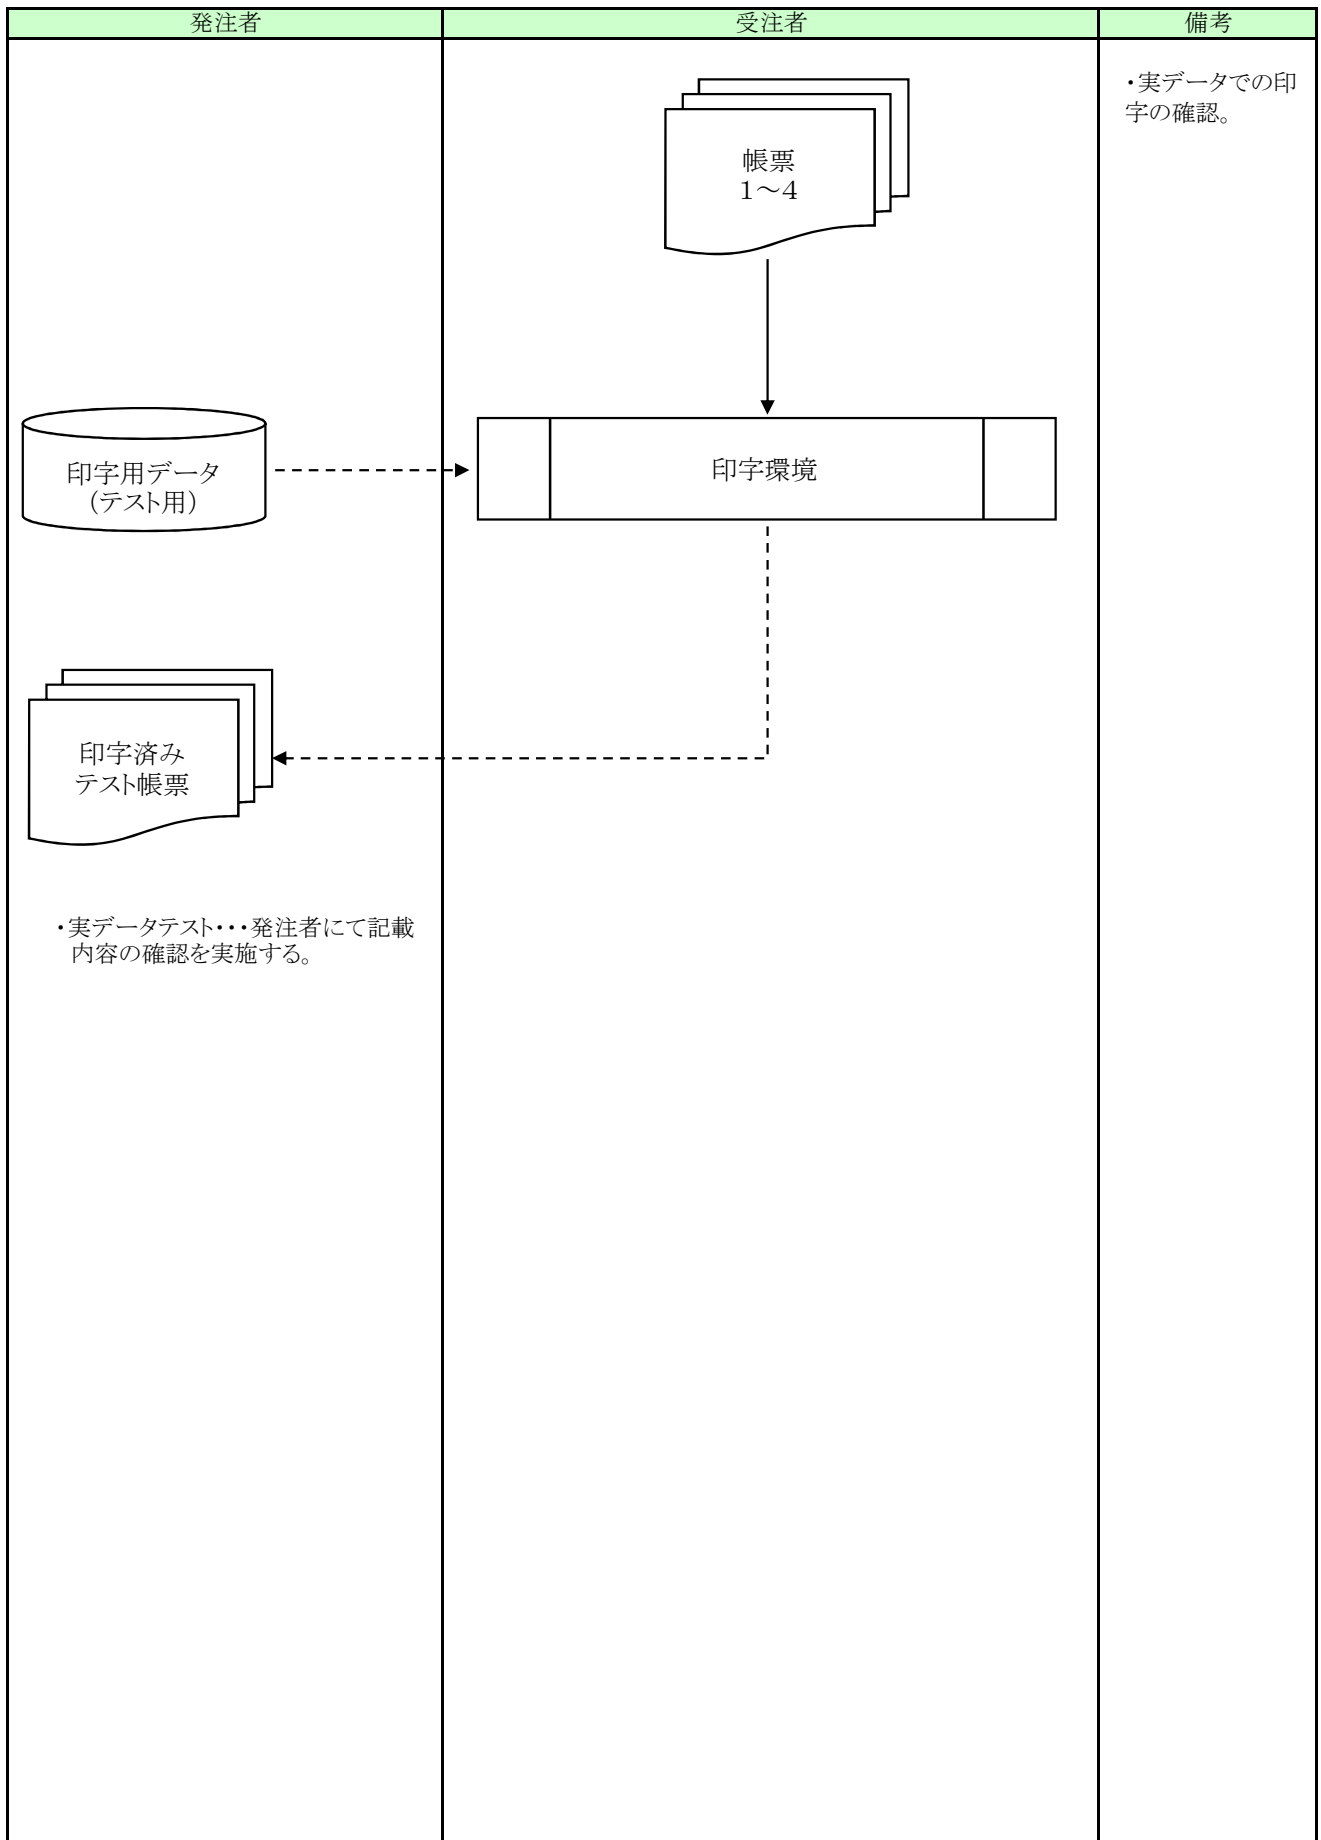 発注者
受注者
備考
・実データでの印
字の確認。
帳票
1～4
印字用データ
(テスト用)
印字環境
印字済み
テスト帳票
・実データテスト・・・発注者にて記載
内容の確認を実施する。